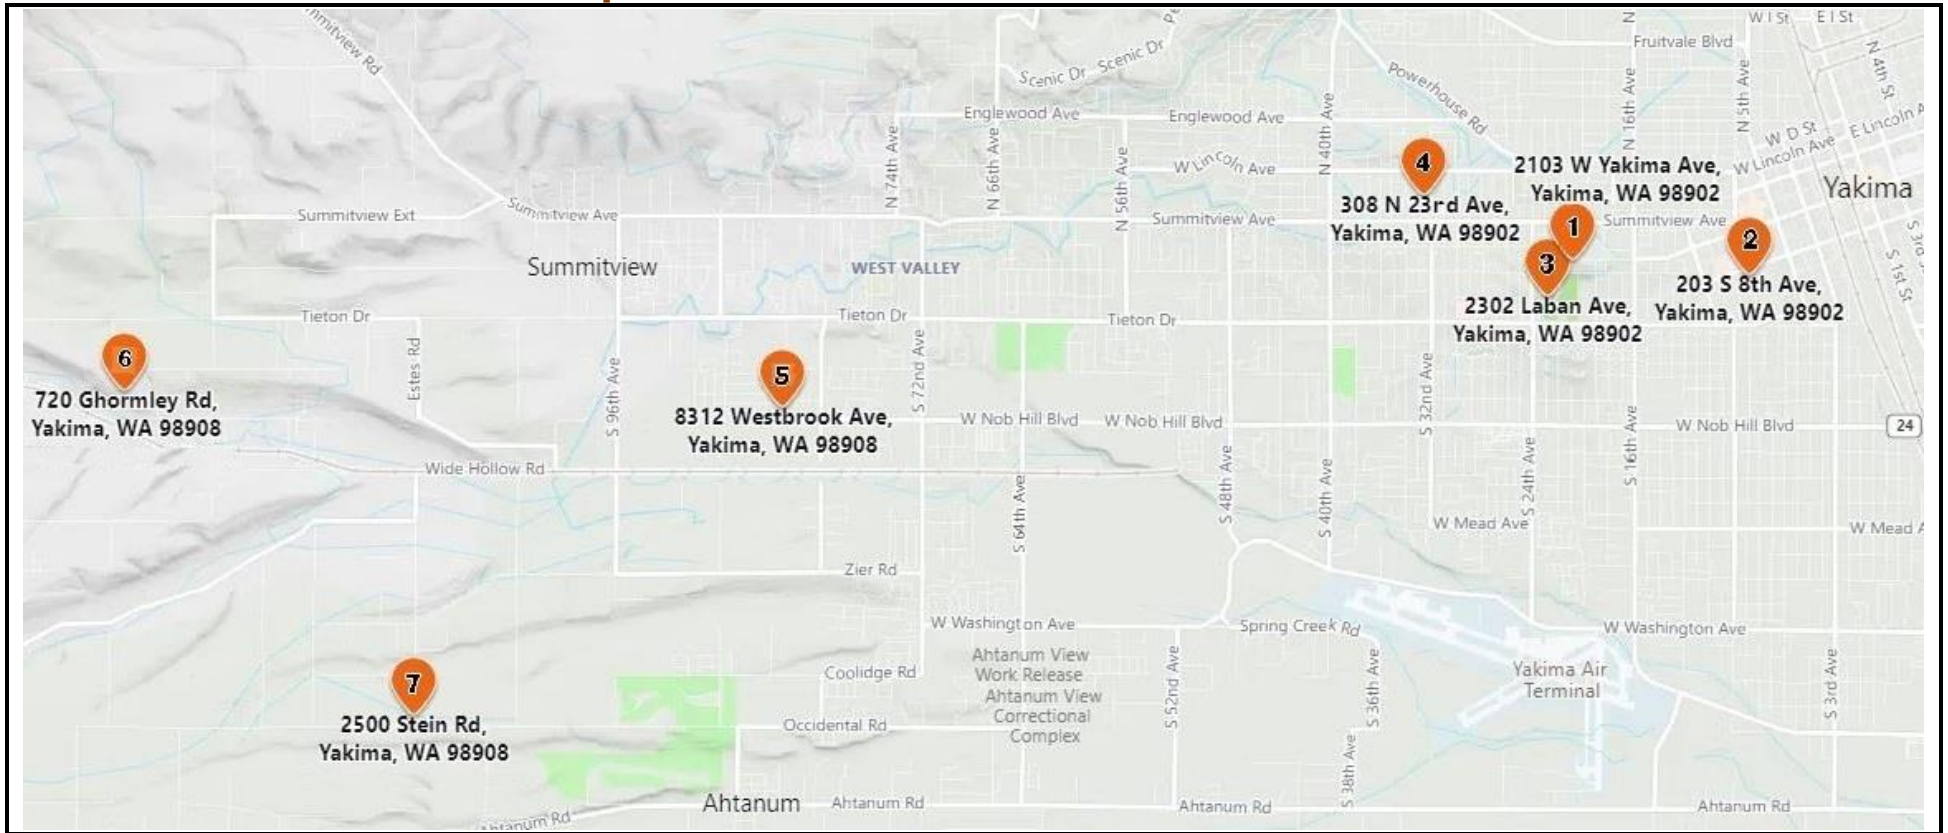 W I St
E I St
Fruitvale Blvd
N 4th St
Scenic Dr
Scenic Dr
Powerhouse Rd
N 16th Ave
N 5th Ave
Englewood Ave
Englewood Ave
N 40th Ave
W D St
E Lincoln A
W Lincoln Ave
N 74th Ave
N 66th Ave
N 56th Ave
W Lincoln Ave
4
2103 W Yakima Ave,
Yakima, WA 98902
Yakima
308 N 23rd Ave,
Yakima, WA 98902
mmitview Rd
Summitview Ext
Summitview Ave
Summitview Ave
Summitview Ave
1
2
3
S 3rd
S 1st St
Summitview
WEST VALLEY
203 S 8th Ave,
Yakima, WA 98902
2302 Laban Ave,
Yakima, WA 98902
Tieton Dr
Tieton Dr
Tieton Dr
6
720 Ghormley Rd,
Yakima, WA 98908
Estes Rd
S 96th Ave
5
8312 Westbrook Ave,
Yakima, WA 98908
S 72nd Ave
S 32nd Ave
W Nob Hill Blvd
W Nob Hill Blvd
W Nob Hill Blvd
24
Wide Hollow Rd
S 64th Ave
S 48th Ave
S 40th Ave
S 24th Ave
S 16th Ave
W Mead Ave
W Mead A
Zier Rd
W Washington Ave
Spring Creek Rd
W Washington Ave
Ahtanum View
Work Release
Ahtanum View
Correctional
Complex
Coolidge Rd
7
2500 Stein Rd,
Yakima, WA 98908
Occidental Rd
S 52nd Ave
S 36th Ave
S 38th Ave
Yakima Air
Terminal
S 3rd Ave
Ahtanum
Ahtanum Rd
Ahtanum Rd
Ahtanum Rd
Ahtanum Rd